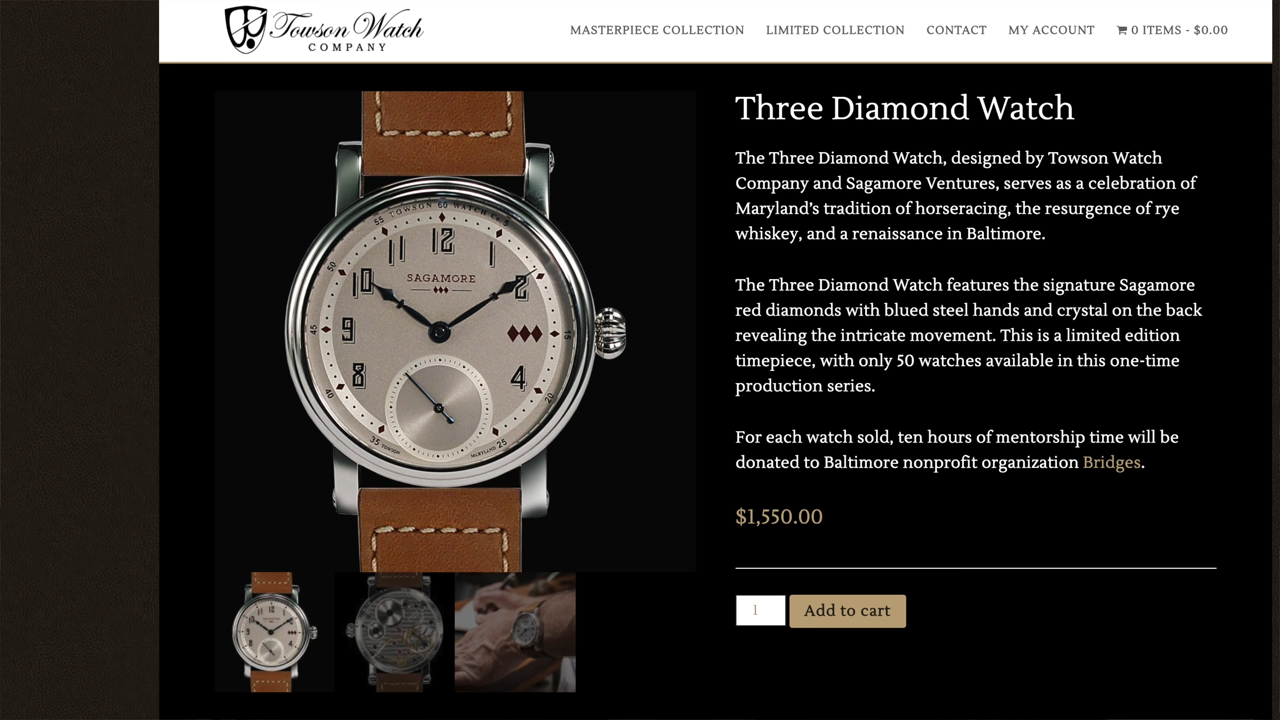 Towson Watch
COMPANY
MASTERPIECE COLLECTION LIMITED COLLECTION CONTACT MY ACCOUNT 0 ITEMS - $0.00
Three Diamond Watch
The Three Diamond Watch, designed by Towson Watch
Company and Sagamore Ventures, serves as a celebration of
Maryland's tradition of horseracing, the resurgence of rye
whiskey, and a renaissance in Baltimore.
The Three Diamond Watch features the signature Sagamore
red diamonds with blued steel hands and crystal on the back
revealing the intricate movement. This is a limited edition
timepiece, with only 50 watches available in this one-time
production series.
For each watch sold, ten hours of mentorship time will be
donated to Baltimore nonprofit organization Bridges.
$1,550.00
1 Add to cart
TOWSON 60 WATCH Co. 5
55
11 12 1
50
10 SAGAMORE 2
45 9 15
8 4
40 20
35 TOWSON MARYLAND 25